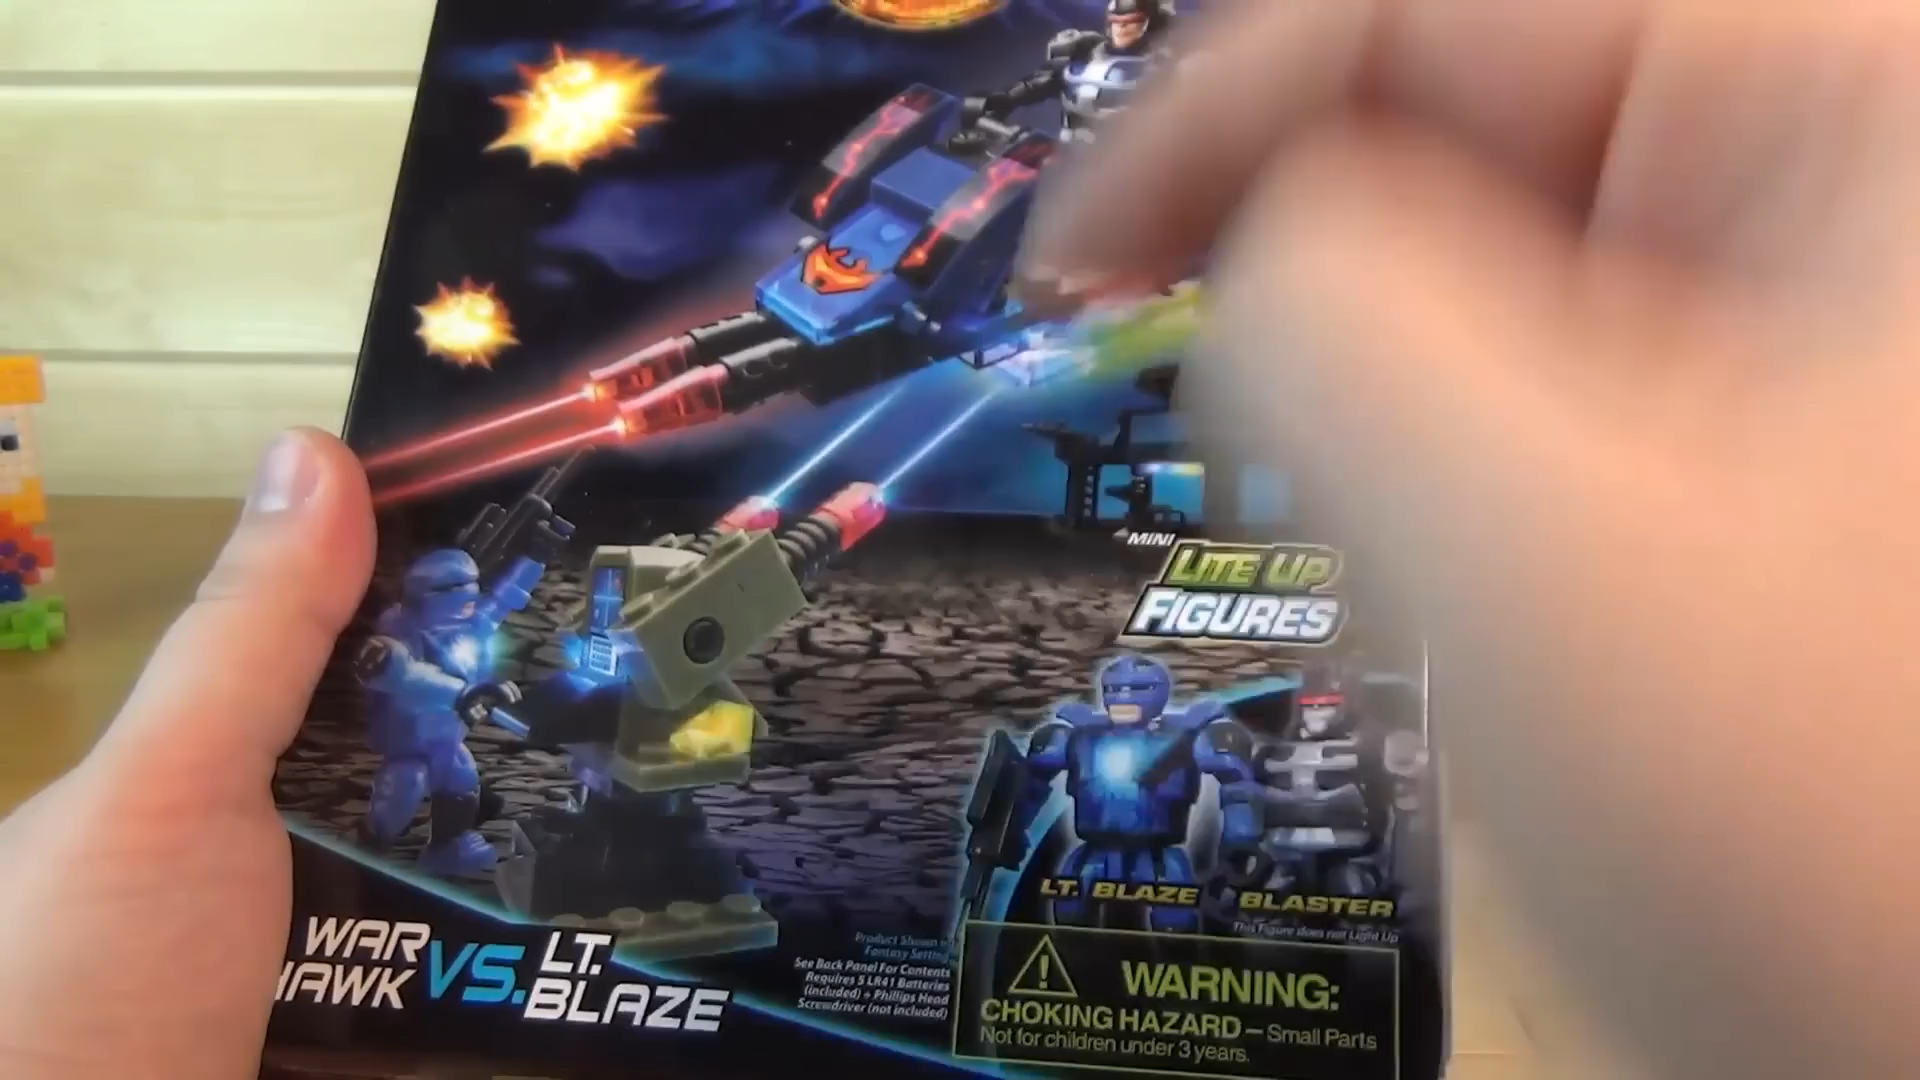 MINI
LITE UP
FIGURES
LT. BLAZE
BLASTER
This Figure does not Light Up
WAR
HAWK
VS.
LT.
BLAZE
Product Shown in
Fantasy Setting
See Back Panel For Contents
Requires 5 LR41 Batteries
(included) + Phillips Head
Screwdriver (not included)
WARNING:
CHOKING HAZARD – Small Parts
Not for children under 3 years.